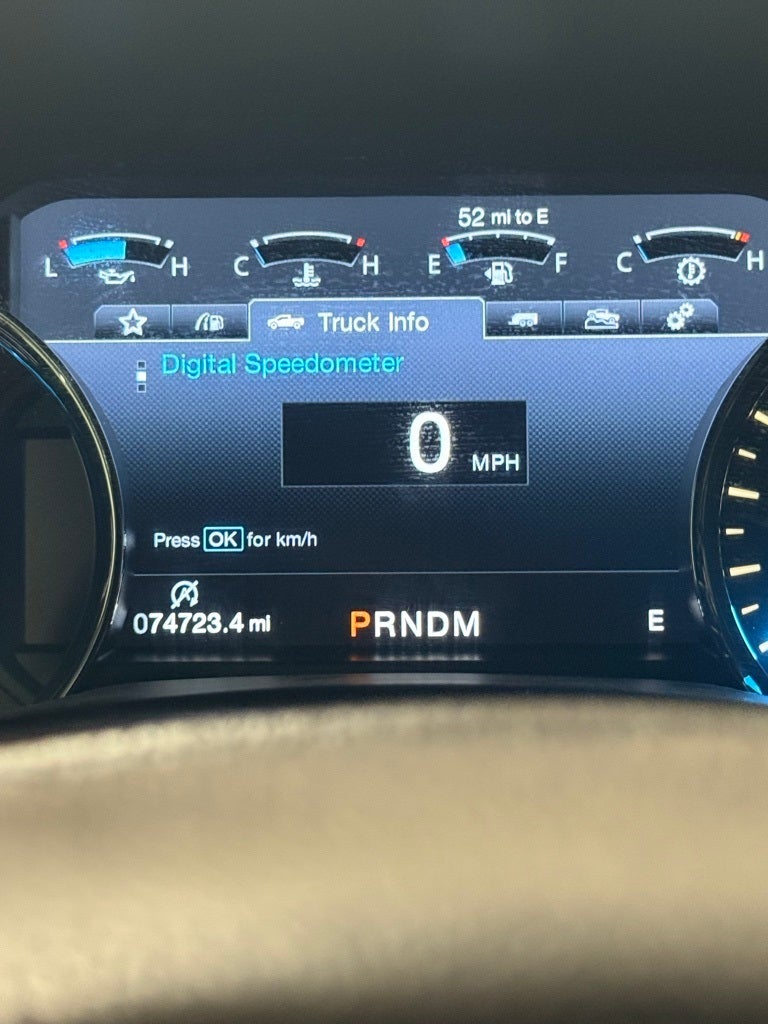 52 mi to E
L H C H E F C H
Truck Info
Digital Speedometer
0 MPH
Press OK for km/h
074723.4 mi PRNDM E